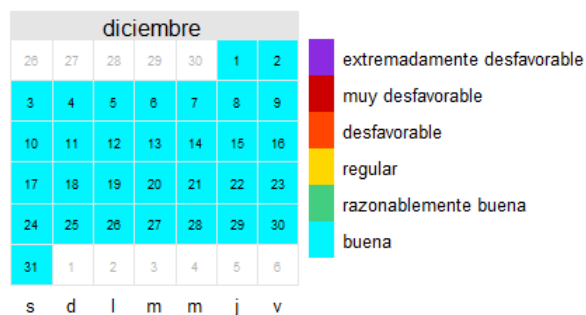 diciembre
26 27 28 29 30 1 2
3 4 5 6 7 8 9
10 11 12 13 14 15 16
17 18 19 20 21 22 23
24 25 26 27 28 29 30
31 1 2 3 4 5 6
s d l m m j v
extremadamente desfavorable
muy desfavorable
desfavorable
regular
razonablemente buena
buena